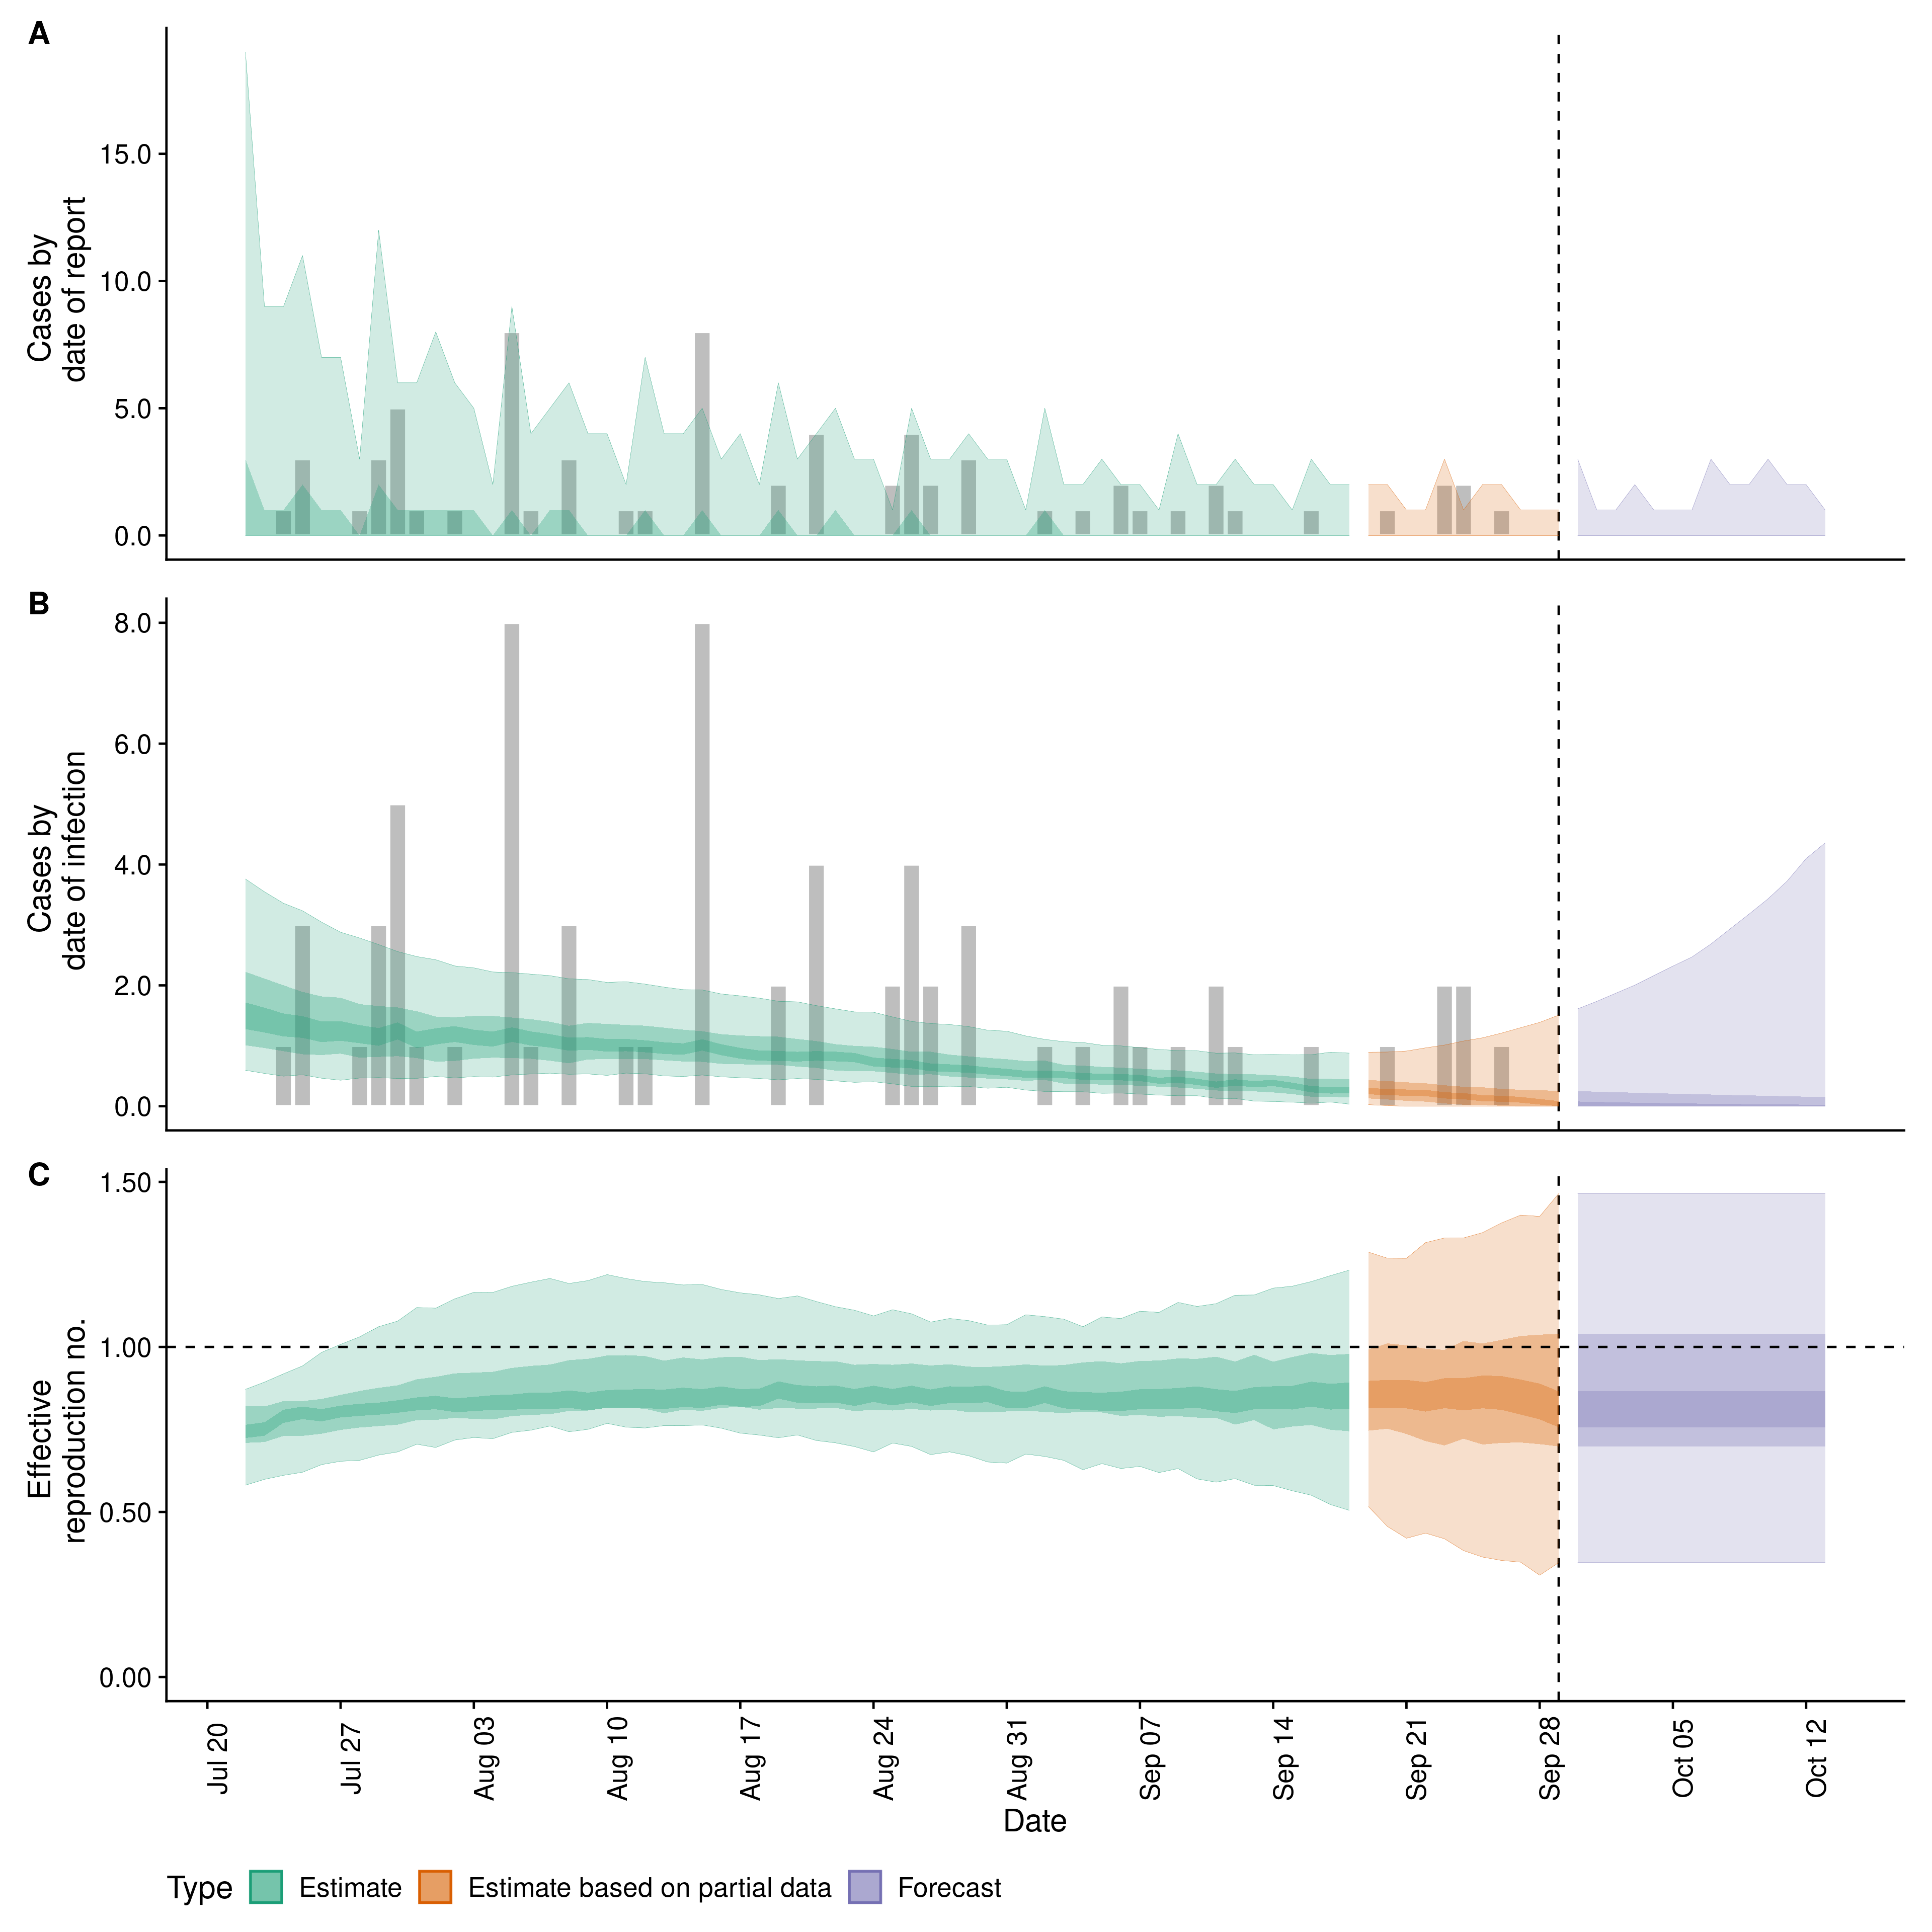 A
Cases by
date of report
15.0
10.0
5.0
0.0
B
Cases by
date of infection
8.0
6.0
4.0
2.0
0.0
C
Effective
reproduction no.
1.50
1.00
0.50
0.00
Jul 20
Jul 27
Aug 03
Aug 10
Aug 17
Aug 24
Aug 31
Sep 07
Sep 14
Sep 21
Sep 28
Oct 05
Oct 12
Date
Type Estimate Estimate based on partial data Forecast